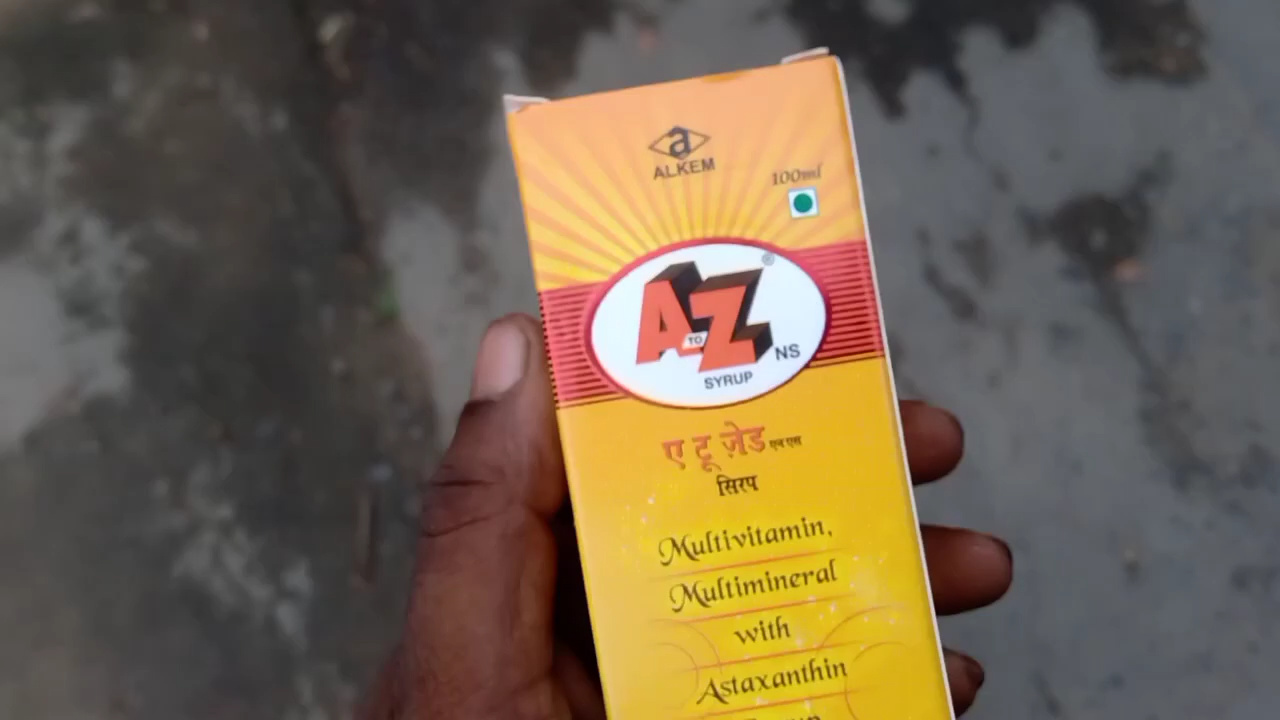 a
ALKEM
100ml
®
A TO Z NS
SYRUP
ए टू ज़ेड एन एस
सिरप
Multivitamin,
Multimineral
with
Astaxanthin